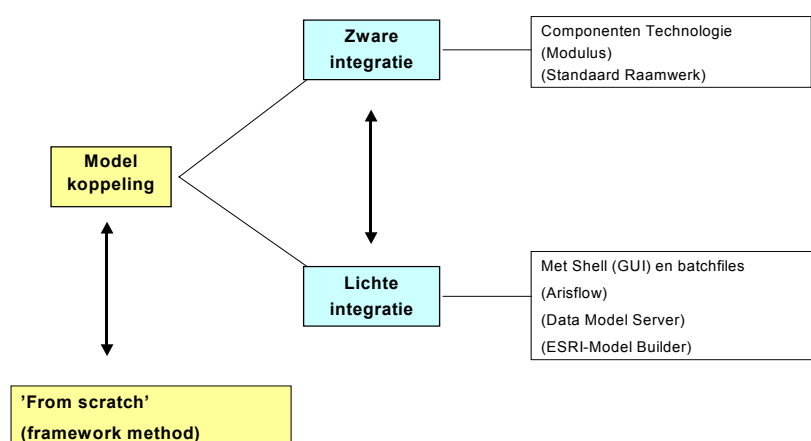 Zware
integratie
Componenten Technologie
(Modulus)
(Standaard Raamwerk)
Model
koppeling
Lichte
integratie
Met Shell (GUI) en batchfiles
(Arisflow)
(Data Model Server)
(ESRI-Model Builder)
’From scratch’
(framework method)